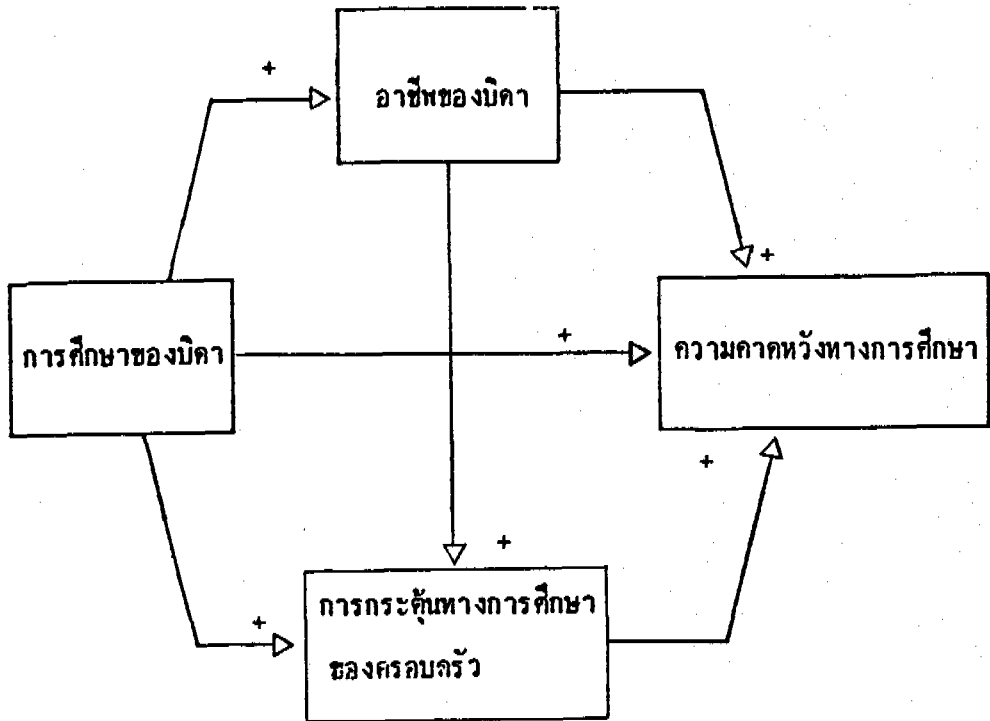 +
อาชีพของบิดา
+
การศึกษาของบิดา
+
ความคาดหวังทางการศึกษา
+
+
การกระตุ้นทางการศึกษา
ของครอบครัว
+